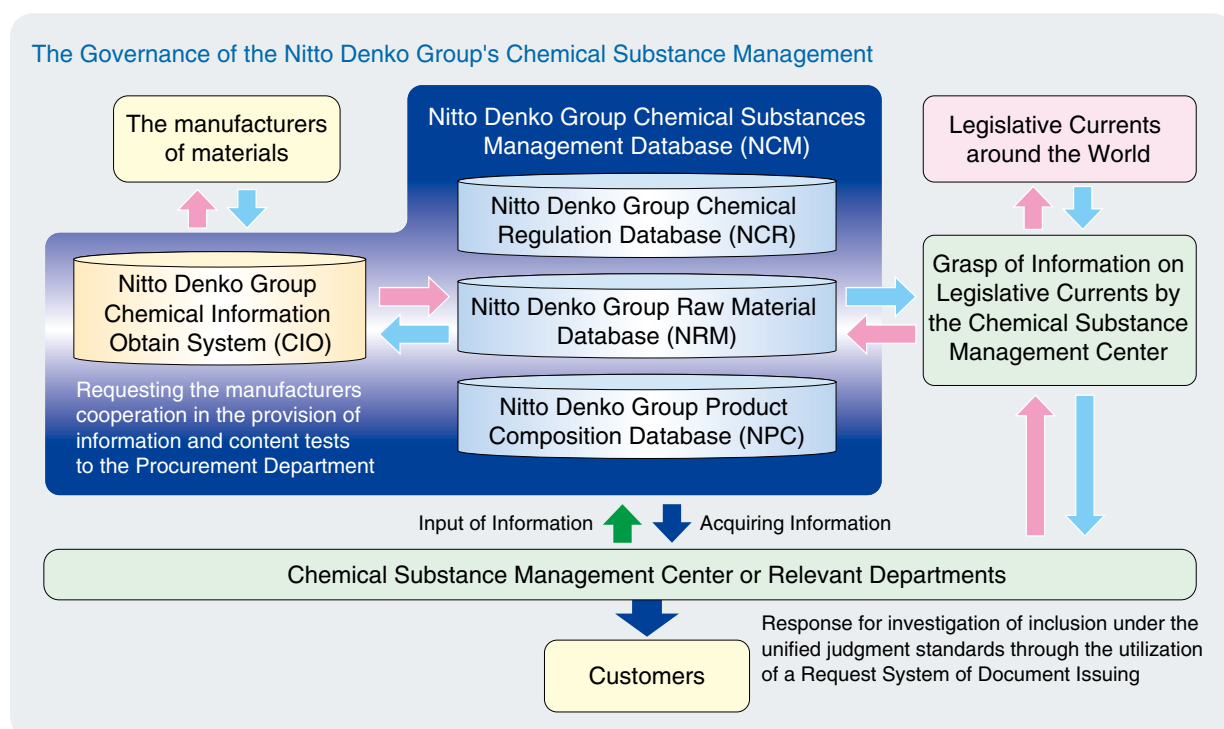 The Governance of the Nitto Denko Group's Chemical Substance Management
The manufacturers
of materials
Nitto Denko Group Chemical Substances
Management Database (NCM)
Legislative Currents
around the World
Nitto Denko Group Chemical
Regulation Database (NCR)
Nitto Denko Group
Chemical Information
Obtain System (CIO)
Nitto Denko Group Raw Material
Database (NRM)
Grasp of Information on
Legislative Currents by
the Chemical Substance
Management Center
Requesting the manufacturers
cooperation in the provision of
information and content tests
to the Procurement Department
Nitto Denko Group Product
Composition Database (NPC)
Input of Information
Acquiring Information
Chemical Substance Management Center or Relevant Departments
Customers
Response for investigation of inclusion under the
unified judgment standards through the utilization
of a Request System of Document Issuing